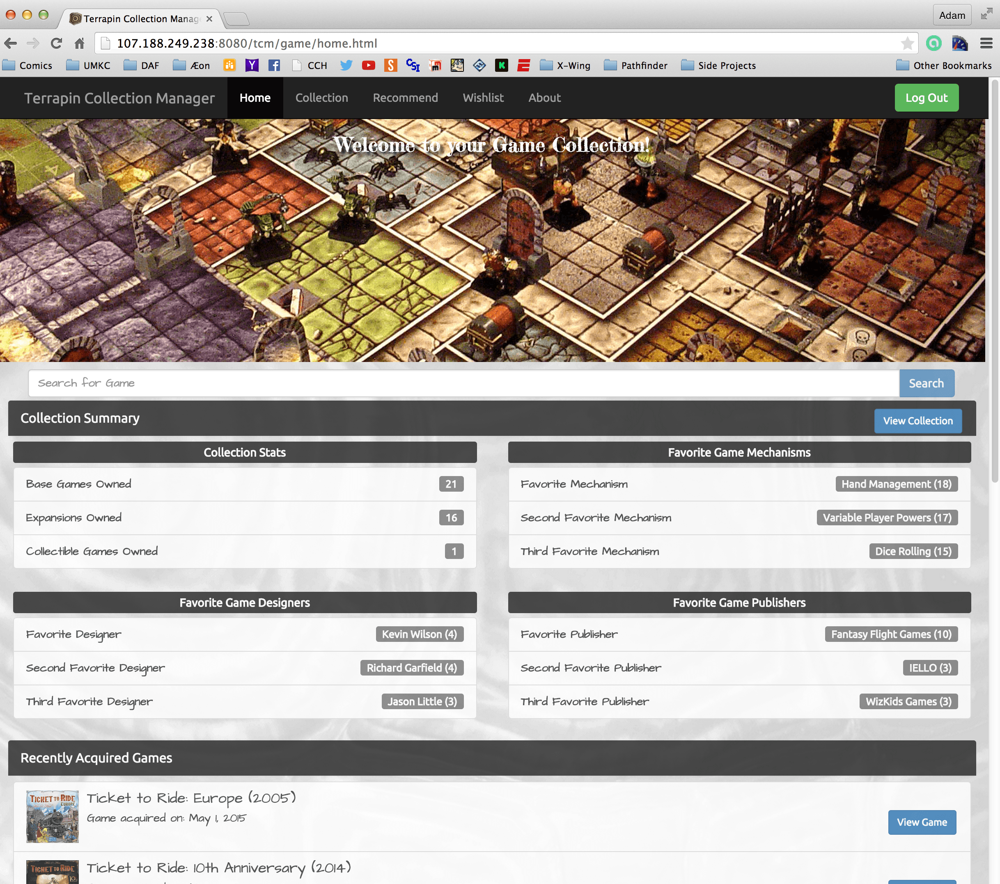 Terrapin Collection Manag
Adam
107.188.249.238:8080/tcm/game/home.html
Comics UMKC DAF Æon CCH X-Wing Pathfinder Side Projects Other Bookmarks
Terrapin Collection Manager Home Collection Recommend Wishlist About Log Out
Welcome to your Game Collection!
Search for Game Search
Collection Summary View Collection
Collection Stats
Base Games Owned 21
Expansions Owned 16
Collectible Games Owned 1
Favorite Game Mechanisms
Favorite Mechanism Hand Management (18)
Second Favorite Mechanism Variable Player Powers (17)
Third Favorite Mechanism Dice Rolling (15)
Favorite Game Designers
Favorite Designer Kevin Wilson (4)
Second Favorite Designer Richard Garfield (4)
Third Favorite Designer Jason Little (3)
Favorite Game Publishers
Favorite Publisher Fantasy Flight Games (10)
Second Favorite Publisher IELLO (3)
Third Favorite Publisher WizKids Games (3)
Recently Acquired Games
TICKET TO RIDE
EUROPE
Ticket to Ride: Europe (2005)
Game acquired on: May 1, 2015
View Game
TICKET TO RIDE
10
Ticket to Ride: 10th Anniversary (2014)